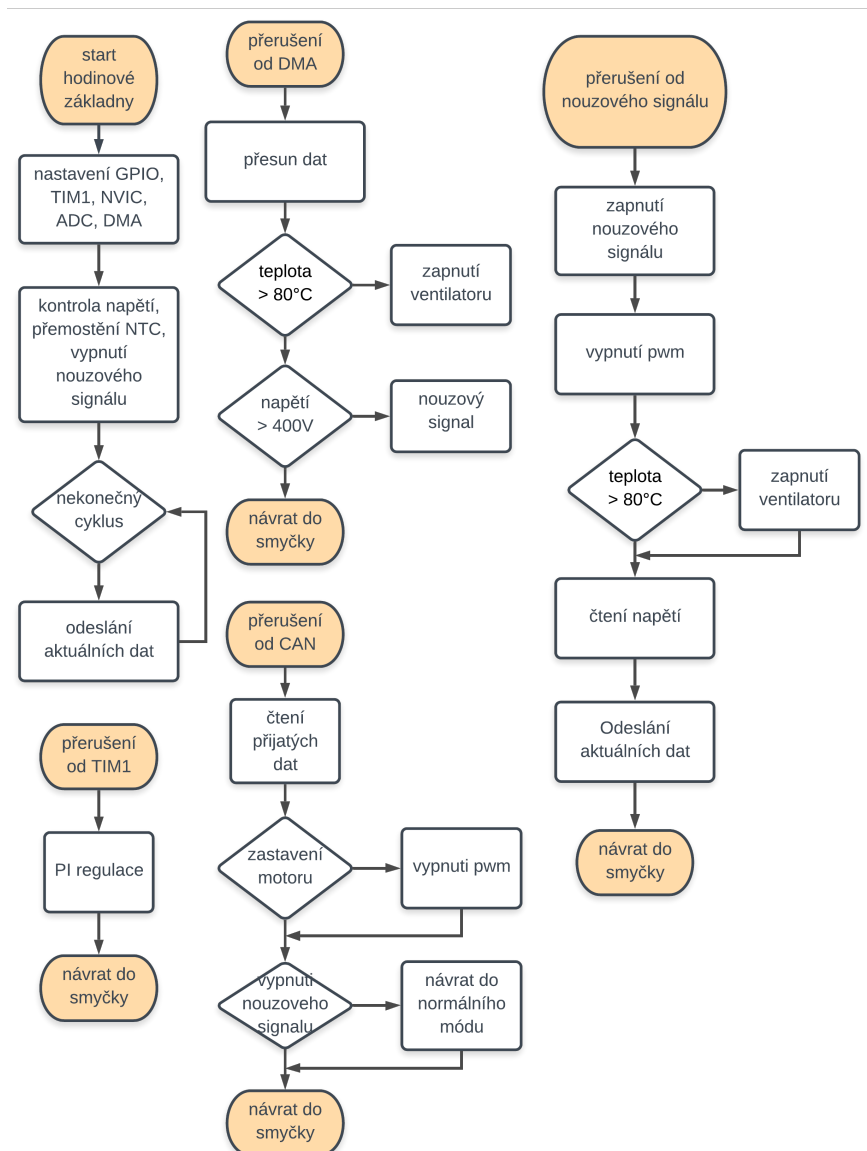 start
hodinové
základny
nastavení GPIO,
TIM1, NVIC,
ADC, DMA
kontrola napětí,
přemostění NTC,
vypnutí
nouzového
signálu
nekonečný
cyklus
odeslání
aktuálních dat
přerušení
od TIM1
PI regulace
návrat do
smyčky
přerušení
od DMA
přesun dat
teplota
> 80°C
zapnutí
ventilatoru
napětí
> 400V
nouzový
signal
návrat do
smyčky
přerušení
od CAN
čtení
přijatých
dat
zastavení
motoru
vypnuti pwm
vypnuti
nouzoveho
signalu
návrat do
normálního
módu
návrat do
smyčky
přerušení od
nouzového signálu
zapnutí
nouzového
signálu
vypnutí pwm
teplota
> 80°C
zapnutí
ventilatoru
čtení napětí
Odeslání
aktuálních dat
návrat do
smyčky